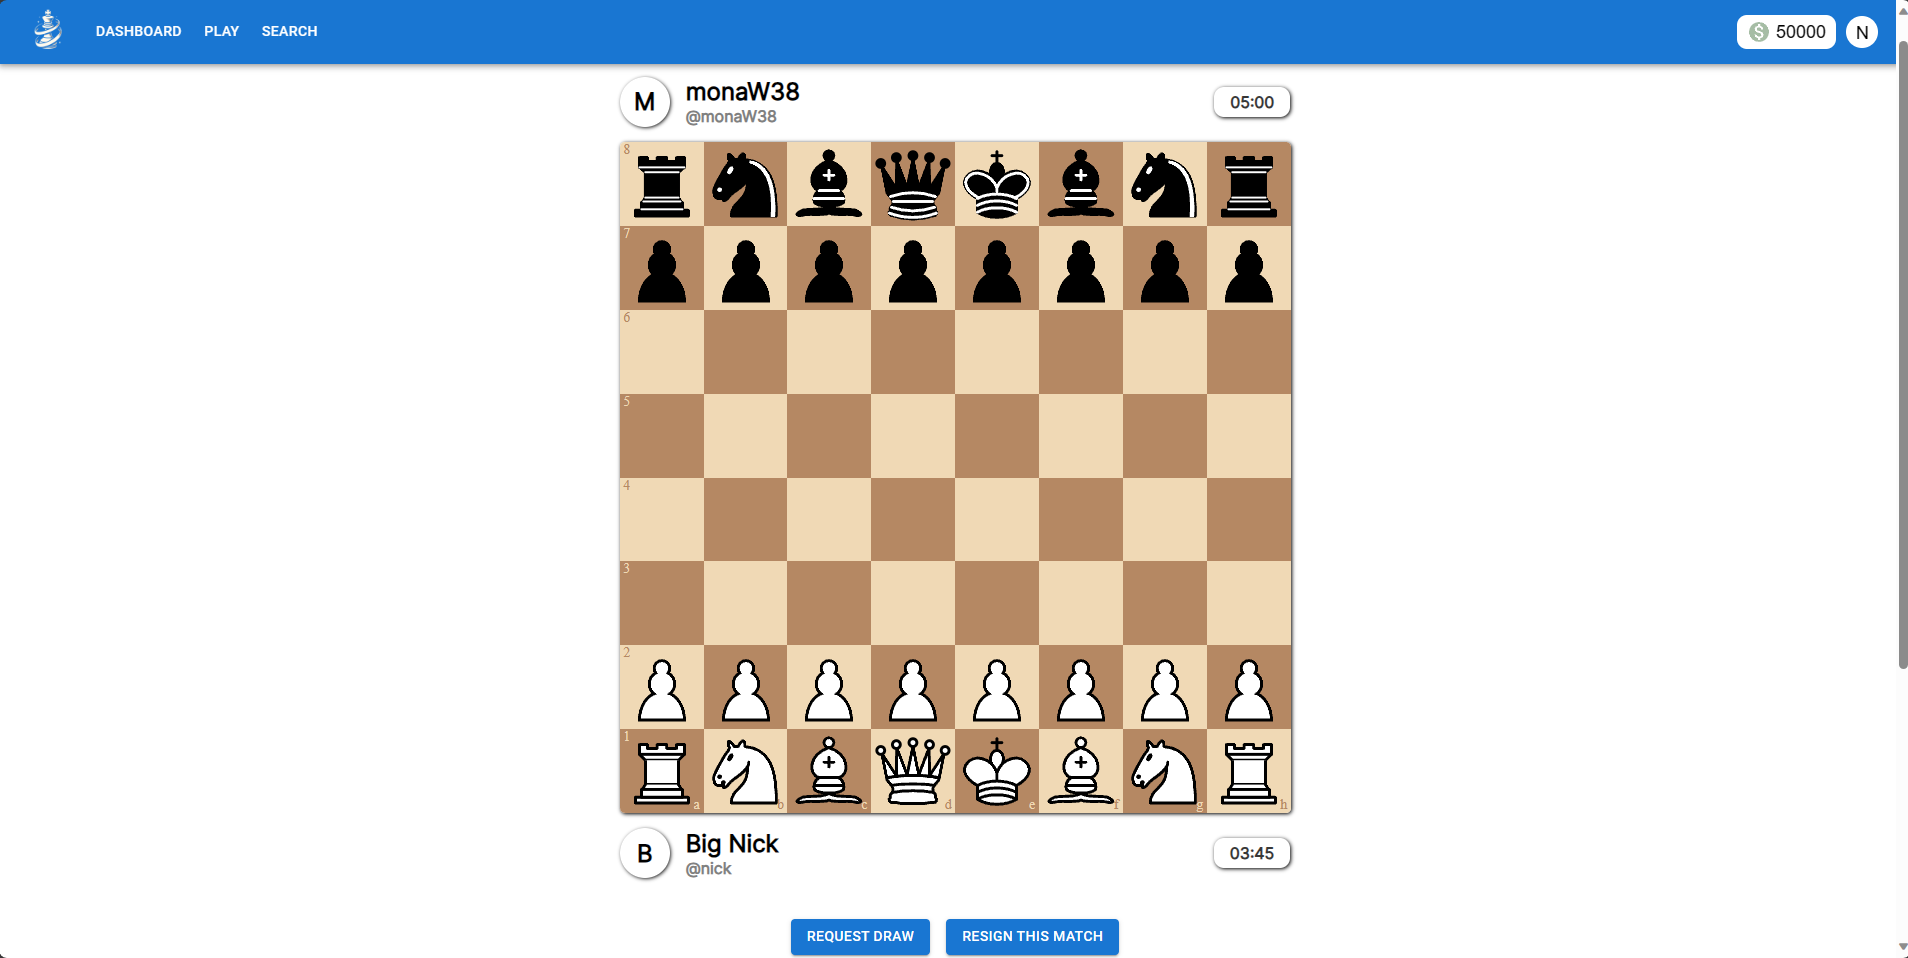 DASHBOARD PLAY SEARCH
$ 50000 N
M monaW38 05:00
@monaW38
8
7
6
5
4
3
2
1
a b c d e f g h
B Big Nick 03:45
@nick
REQUEST DRAW RESIGN THIS MATCH